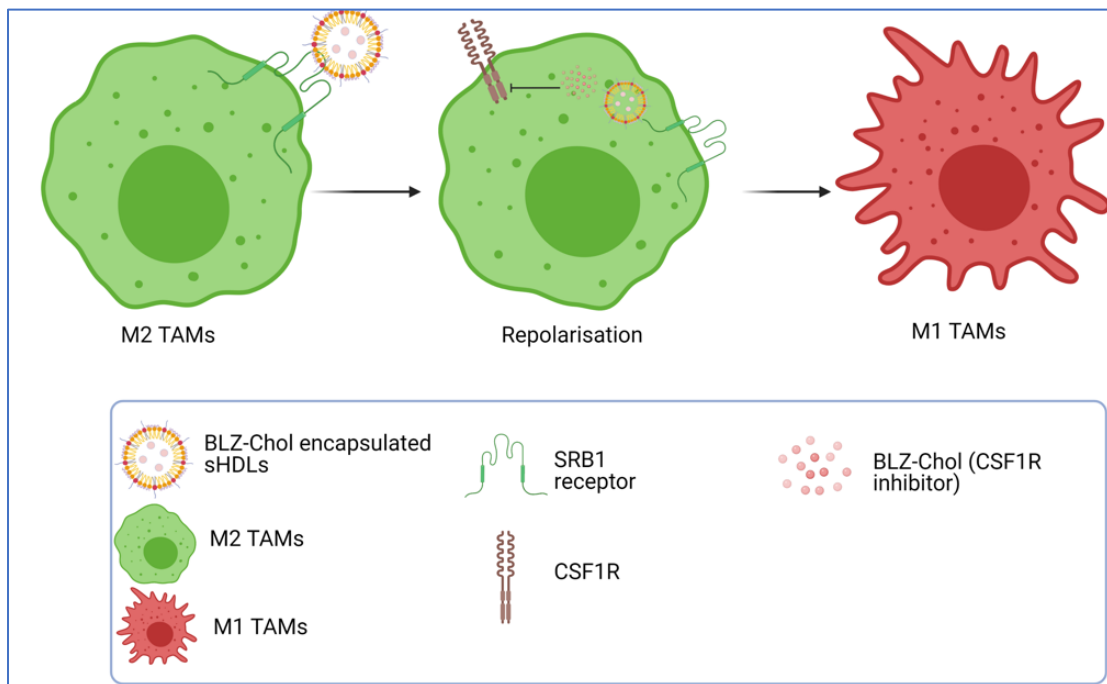 M2 TAMs
Repolarisation
M1 TAMs
BLZ-Chol encapsulated
sHDLs
SRB1
receptor
BLZ-Chol (CSF1R
inhibitor)
M2 TAMs
CSF1R
M1 TAMs